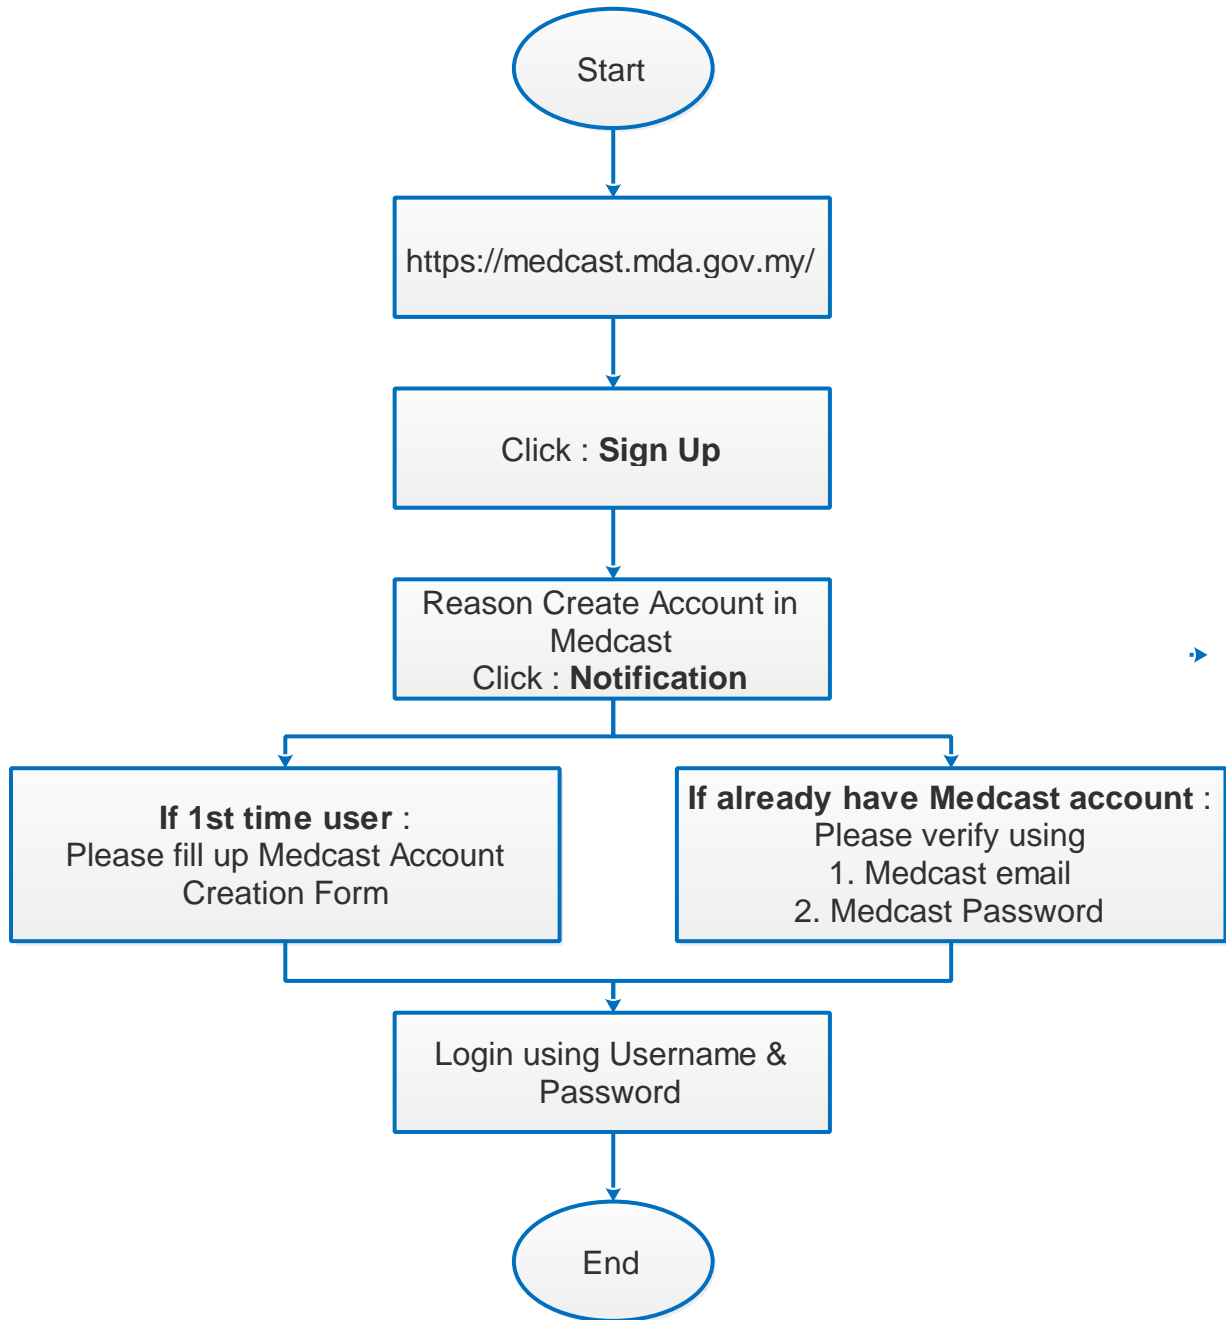 Start
https://medcast.mda.gov.my/
Click : Sign Up
Reason Create Account in
Medcast
Click : Notification
If 1st time user :
Please fill up Medcast Account
Creation Form
If already have Medcast account :
Please verify using
1. Medcast email
2. Medcast Password
Login using Username &
Password
End